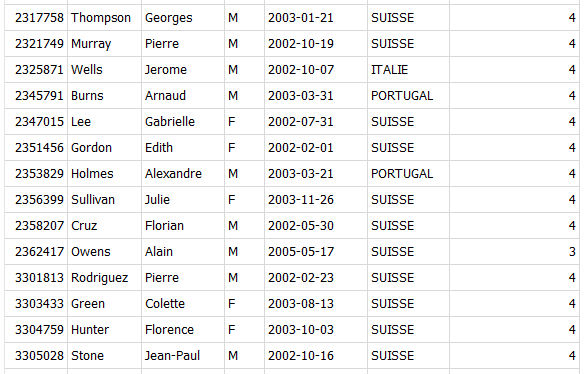 2317758 Thompson Georges M 2003-01-21 SUISSE 4
2321749 Murray Pierre M 2002-10-19 SUISSE 4
2325871 Wells Jerome M 2002-10-07 ITALIE 4
2345791 Burns Arnaud M 2003-03-31 PORTUGAL 4
2347015 Lee Gabrielle F 2002-07-31 SUISSE 4
2351456 Gordon Edith F 2002-02-01 SUISSE 4
2353829 Holmes Alexandre M 2003-03-21 PORTUGAL 4
2356399 Sullivan Julie F 2003-11-26 SUISSE 4
2358207 Cruz Florian M 2002-05-30 SUISSE 4
2362417 Owens Alain M 2005-05-17 SUISSE 3
3301813 Rodriguez Pierre M 2002-02-23 SUISSE 4
3303433 Green Colette F 2003-08-13 SUISSE 4
3304759 Hunter Florence F 2003-10-03 SUISSE 4
3305028 Stone Jean-Paul M 2002-10-16 SUISSE 4